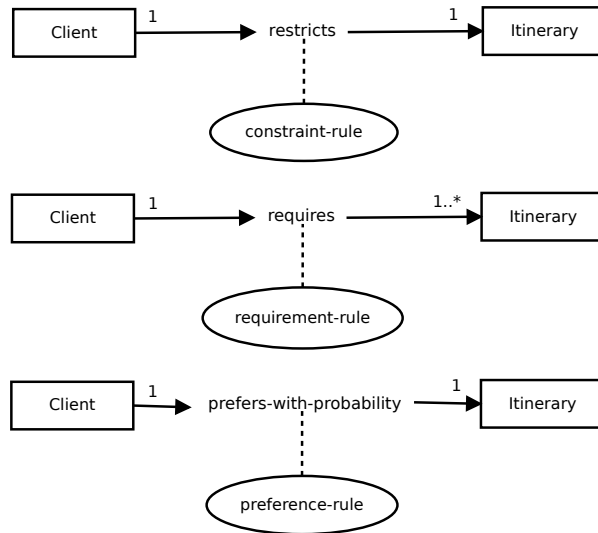 1 1
Client restricts Itinerary
constraint-rule
1 1..*
Client requires Itinerary
requirement-rule
1 1
Client prefers-with-probability Itinerary
preference-rule